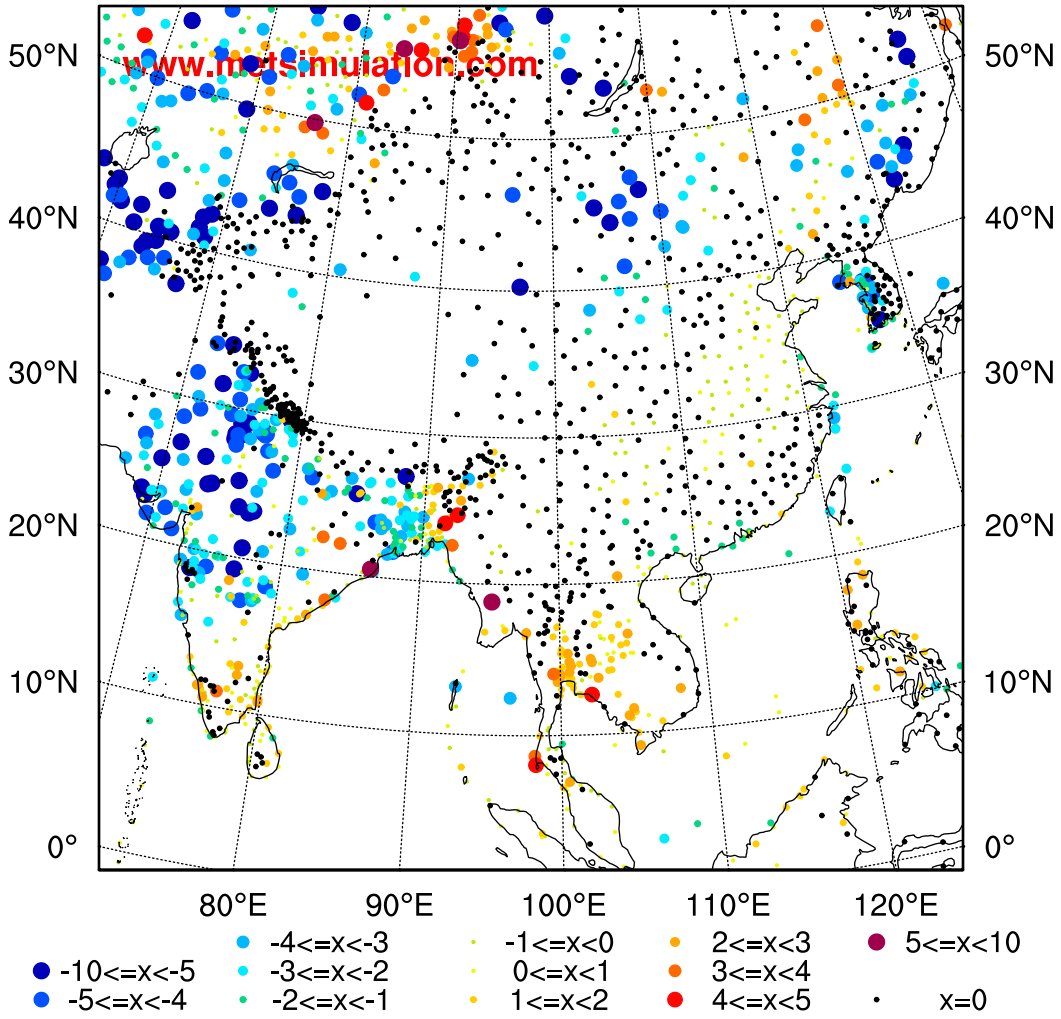 50°N 50°N
www.metsimulation.com
40°N 40°N
30°N 30°N
20°N 20°N
10°N 10°N
0° 0°
80°E 90°E 100°E 110°E 120°E
-4<=x<-3 -1<=x<0 2<=x<3 5<=x<10
-10<=x<-5 -3<=x<-2 0<=x<1 3<=x<4
-5<=x<-4 -2<=x<-1 1<=x<2 4<=x<5 x=0